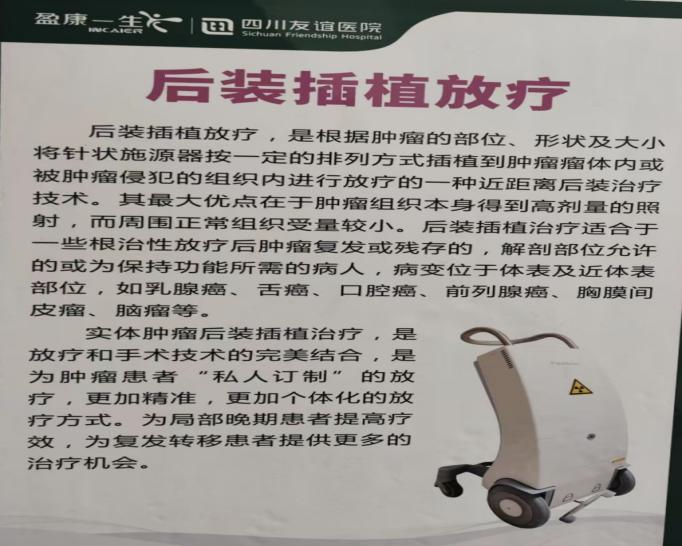 盈康一生 四川友谊医院
INCAIER Sichuan Friendship Hospital
后装插植放疗
后装插植放疗，是根据肿瘤的部位、形状及大小
将针状施源器按一定的排列方式插植到肿瘤瘤体内或
被肿瘤侵犯的组织内进行放疗的一种近距离后装治疗
技术。其最大优点在于肿瘤组织本身得到高剂量的照
射，而周围正常组织受量较小。后装插植治疗适合于
一些根治性放疗后肿瘤复发或残存的，解剖部位允许
的或为保持功能所需的病人，病变位于体表及近体表
部位，如乳腺癌、舌癌、口腔癌、前列腺癌、胸膜间
皮瘤、脑瘤等。
实体肿瘤后装插植治疗，是
放疗和手术技术的完美结合，是
为肿瘤患者“私人订制”的放
疗，更加精准，更加个体化的放
疗方式。为局部晚期患者提高疗
效，为复发转移患者提供更多的
治疗机会。